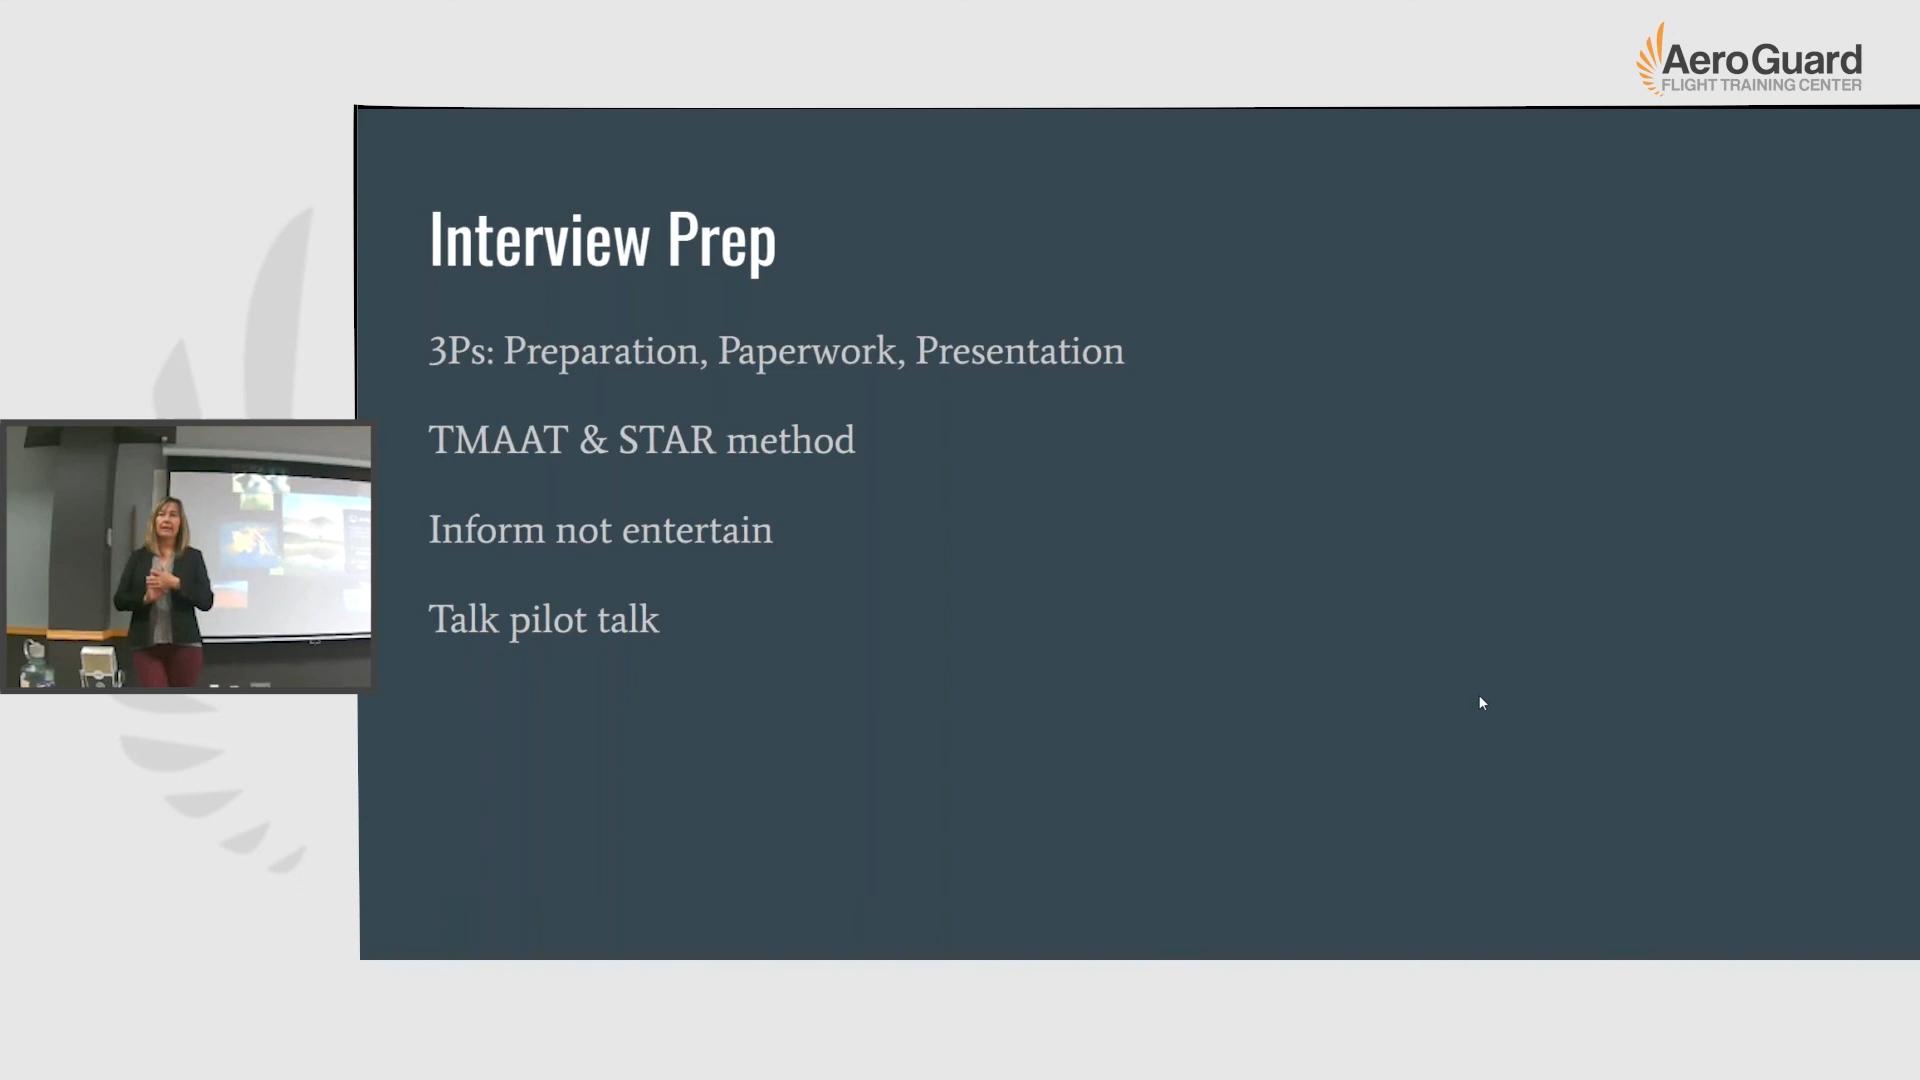 AeroGuard
FLIGHT TRAINING CENTER
Interview Prep
3Ps: Preparation, Paperwork, Presentation
TMAAT & STAR method
Inform not entertain
Talk pilot talk